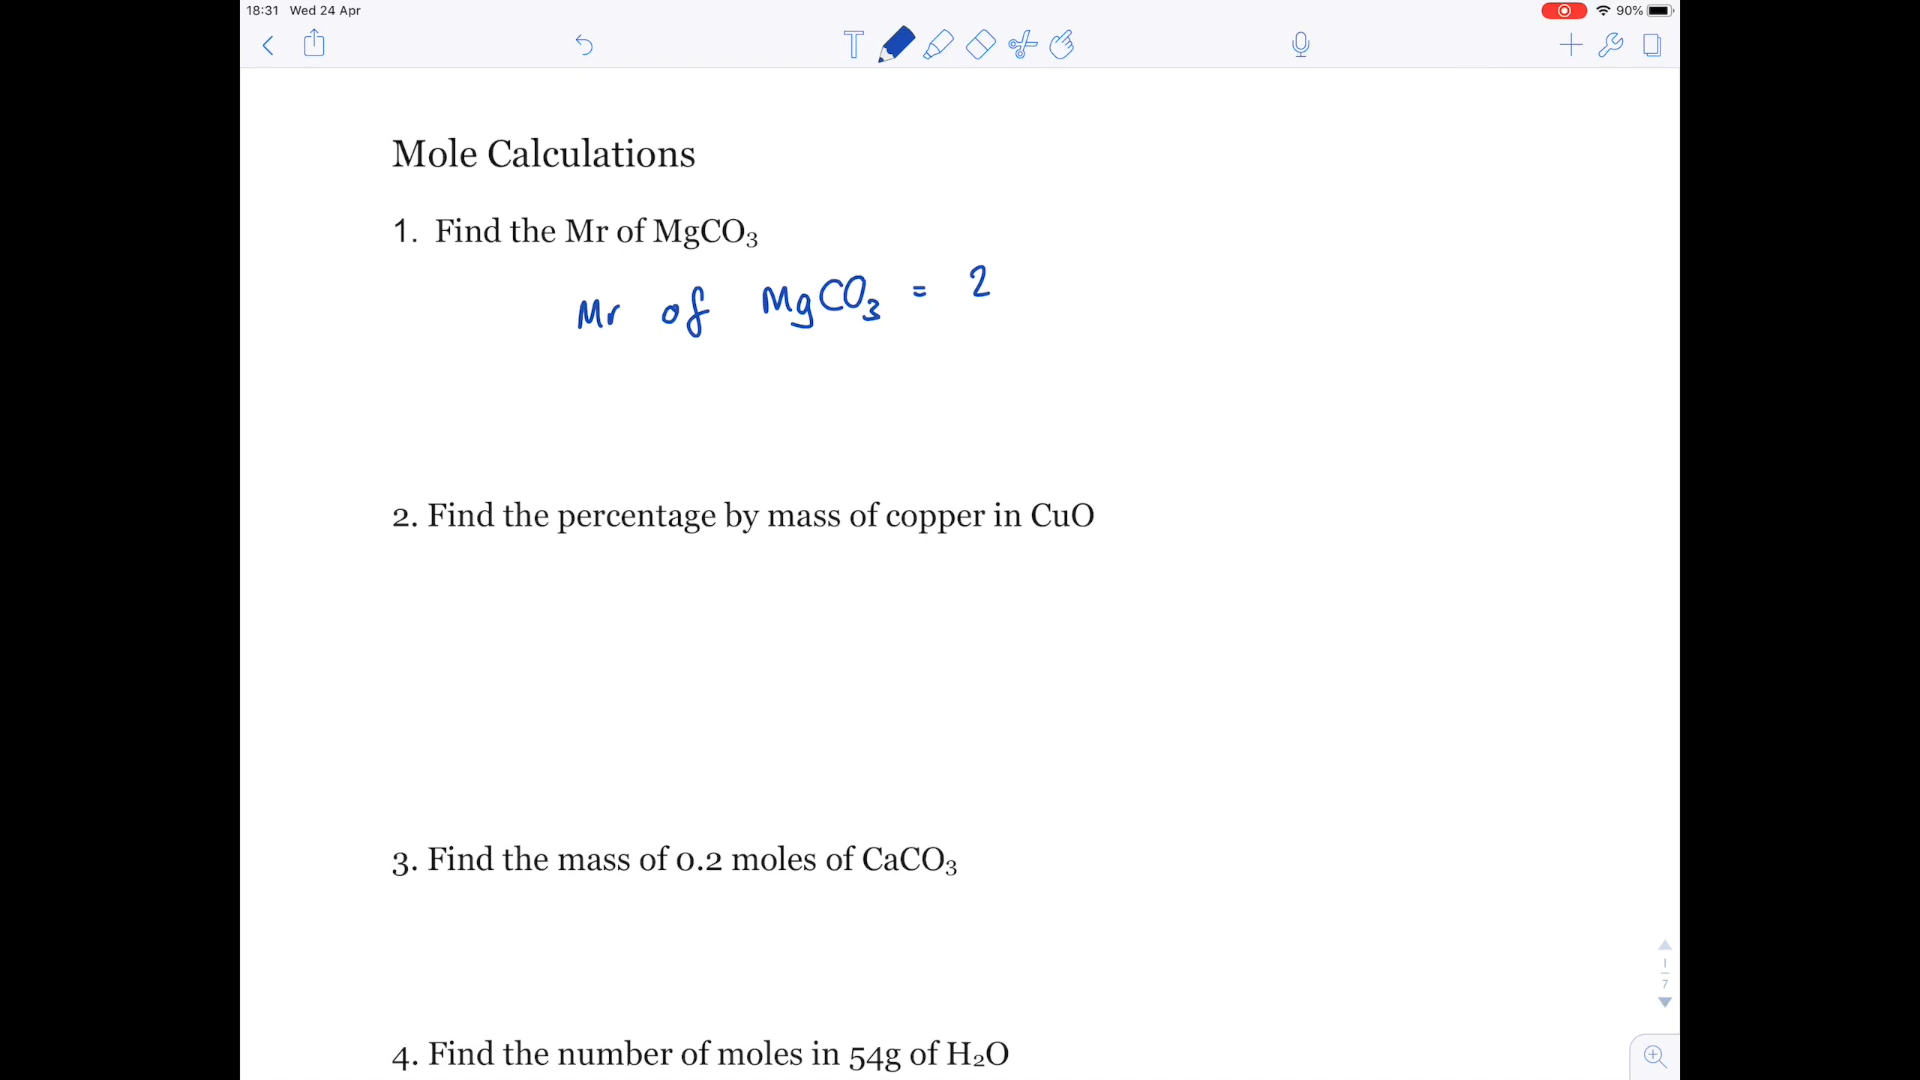 18:31 Wed 24 Apr
90%
T
Mole Calculations
1. Find the Mr of MgCO₃
Mr of MgCO₃ = 2
2. Find the percentage by mass of copper in CuO
3. Find the mass of 0.2 moles of CaCO₃
1
7
4. Find the number of moles in 54g of H₂O